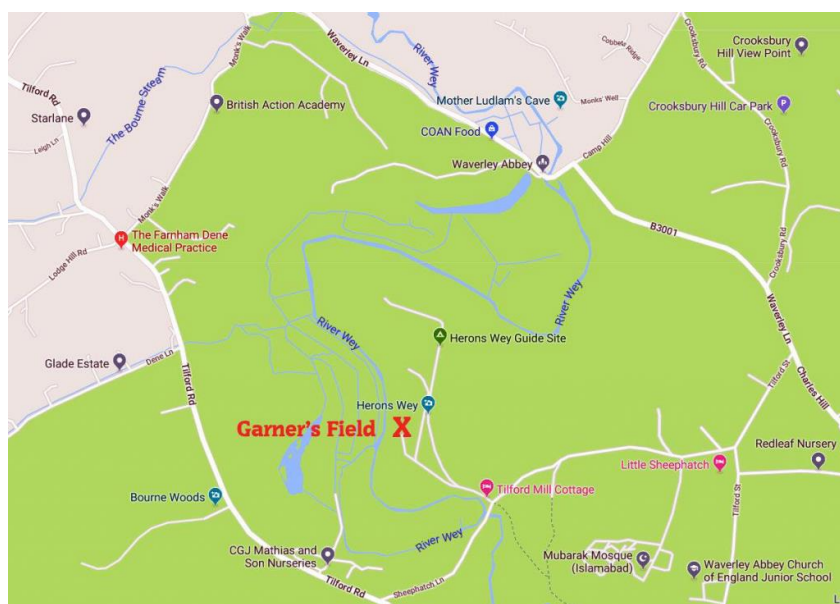 Waverley Ln
River Wey
Cobbetts Ridge
Crooksbury Rd
Crooksbury
Hill View Point
Monk's Walk
Tilford Rd
The Bourne Stream
Starlane
British Action Academy
Mother Ludlam's Cave
Monks' Well
Crooksbury Hill Car Park
COAN Food
Leigh Ln
Waverley Abbey
Camp Hill
Crooksbury Rd
Monk's Walk
The Farnham Dene
Medical Practice
Lodge Hill Rd
B3001
Crooksbury Rd
River Wey
Waverley Ln
River Wey
Herons Wey Guide Site
Glade Estate
Dene Ln
Tilford Rd
Tilford St
Charles Hill
Herons Wey
Garner's Field X
Redleaf Nursery
Little Sheephatch
Tilford Mill Cottage
Bourne Woods
Tilford St
River Wey
CGJ Mathias and
Son Nurseries
Mubarak Mosque
(Islamabad)
Waverley Abbey Church
of England Junior School
Tilford Rd
Sheephatch Ln
L